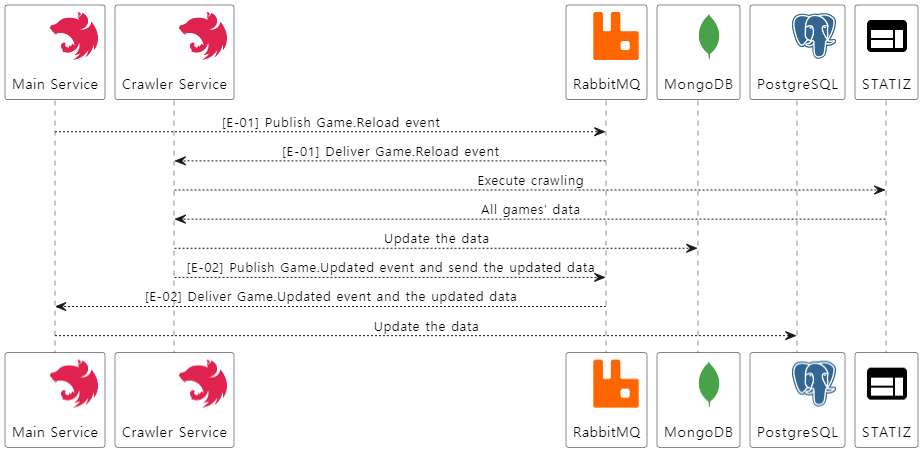 Main Service
Crawler Service
RabbitMQ
MongoDB
PostgreSQL
STATIZ
[E-01] Publish Game.Reload event
[E-01] Deliver Game.Reload event
Execute crawling
All games' data
Update the data
[E-02] Publish Game.Updated event and send the updated data
[E-02] Deliver Game.Updated event and the updated data
Update the data
Main Service
Crawler Service
RabbitMQ
MongoDB
PostgreSQL
STATIZ